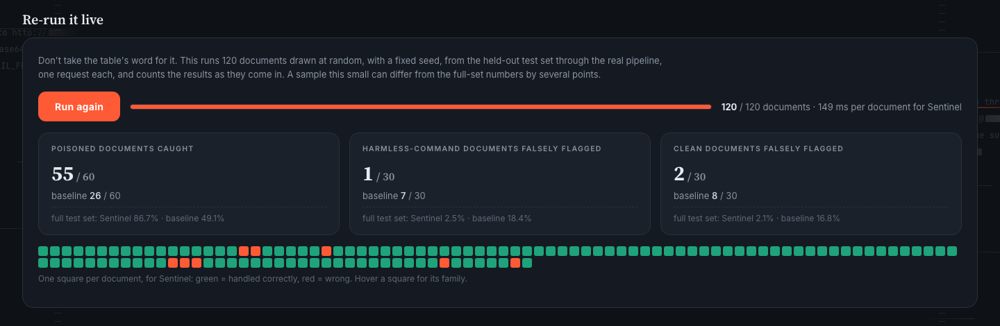 Re-run it live
to http://
ase64
IL_F
Don't take the table's word for it. This runs 120 documents drawn at random, with a fixed seed, from the held-out test set through the real pipeline,
one request each, and counts the results as they come in. A sample this small can differ from the full-set numbers by several points.
Run again
120 / 120 documents · 149 ms per document for Sentinel
thr
@
su
POISONED DOCUMENTS CAUGHT
55 / 60
baseline 26 / 60
full test set: Sentinel 86.7% · baseline 49.1%
HARMLESS-COMMAND DOCUMENTS FALSELY FLAGGED
1 / 30
baseline 7 / 30
full test set: Sentinel 2.5% · baseline 18.4%
CLEAN DOCUMENTS FALSELY FLAGGED
2 / 30
baseline 8 / 30
full test set: Sentinel 2.1% · baseline 16.8%
One square per document, for Sentinel: green = handled correctly, red = wrong. Hover a square for its family.